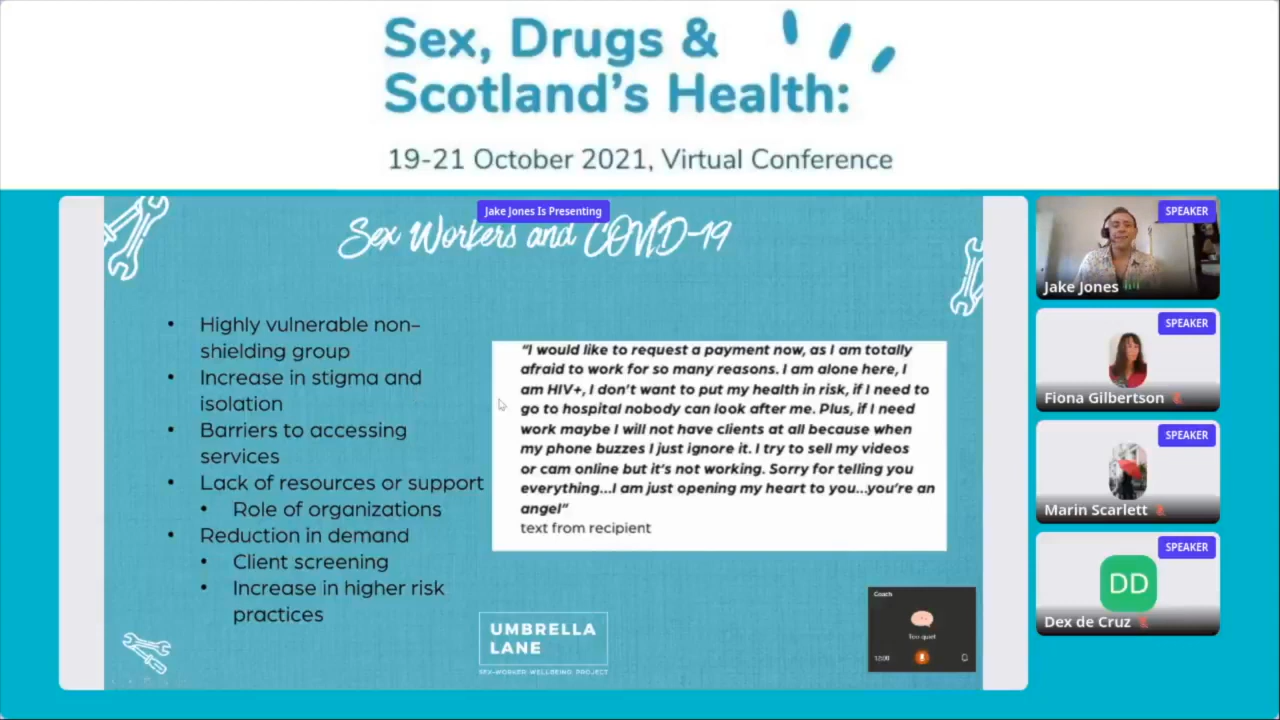 Sex, Drugs &
Scotland's Health:
19-21 October 2021, Virtual Conference
Jake Jones Is Presenting
Sex Workers and COVID-19
• Highly vulnerable non-
shielding group
• Increase in stigma and
isolation
• Barriers to accessing
services
• Lack of resources or support
• Role of organizations
• Reduction in demand
• Client screening
• Increase in higher risk
practices
"I would like to request a payment now, as I am totally
afraid to work for so many reasons. I am alone here, I
am HIV+, I don't want to put my health in risk, if I need to
go to hospital nobody can look after me. Plus, if I need
work maybe I will not have clients at all because when
my phone buzzes I just ignore it. I try to sell my videos
or cam online but it's not working. Sorry for telling you
everything...I am just opening my heart to you...you're an
angel"
text from recipient
UMBRELLA
LANE
SEX-WORKER-WELLBEING PROJECT
Coach
Too quiet
SPEAKER
Jake Jones
SPEAKER
Fiona Gilbertson
SPEAKER
Marin Scarlett
SPEAKER
DD
Dex de Cruz